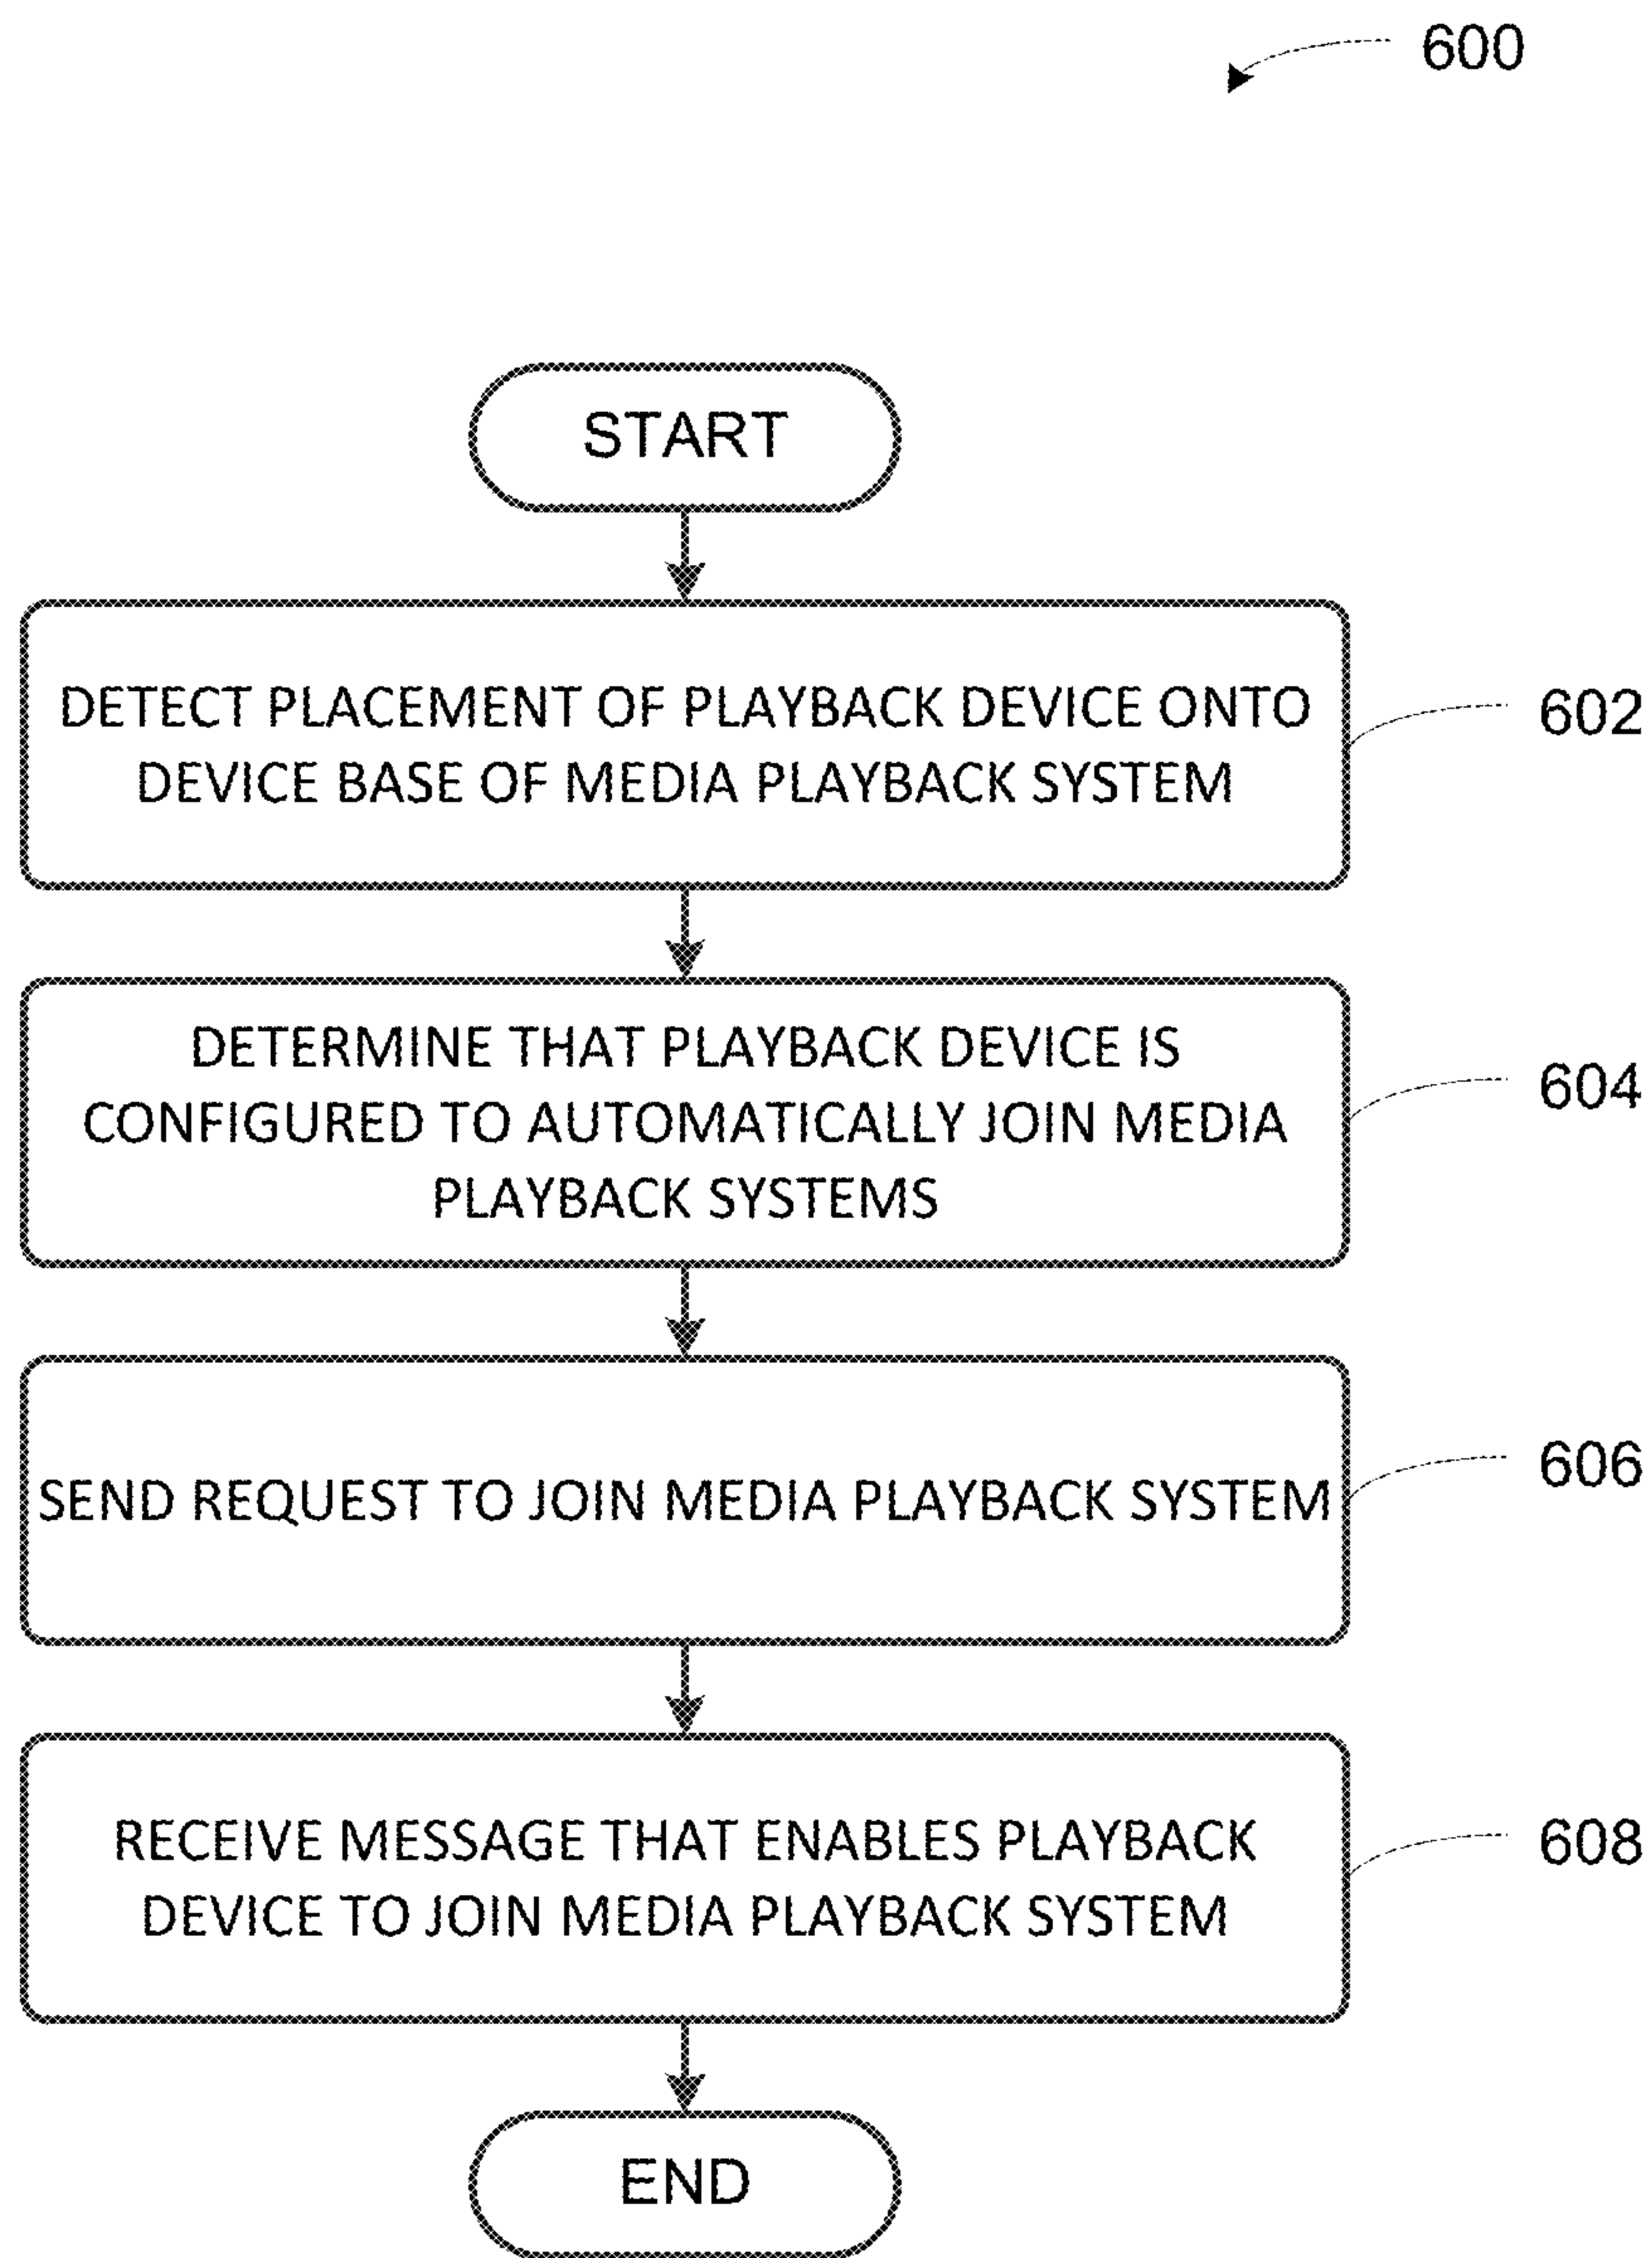 600
START
DETECT PLACEMENT OF PLAYBACK DEVICE ONTO
DEVICE BASE OF MEDIA PLAYBACK SYSTEM
602
DETERMINE THAT PLAYBACK DEVICE IS
CONFIGURED TO AUTOMATICALLY JOIN MEDIA
PLAYBACK SYSTEMS
604
SEND REQUEST TO JOIN MEDIA PLAYBACK SYSTEM
606
RECEIVE MESSAGE THAT ENABLES PLAYBACK
DEVICE TO JOIN MEDIA PLAYBACK SYSTEM
608
END